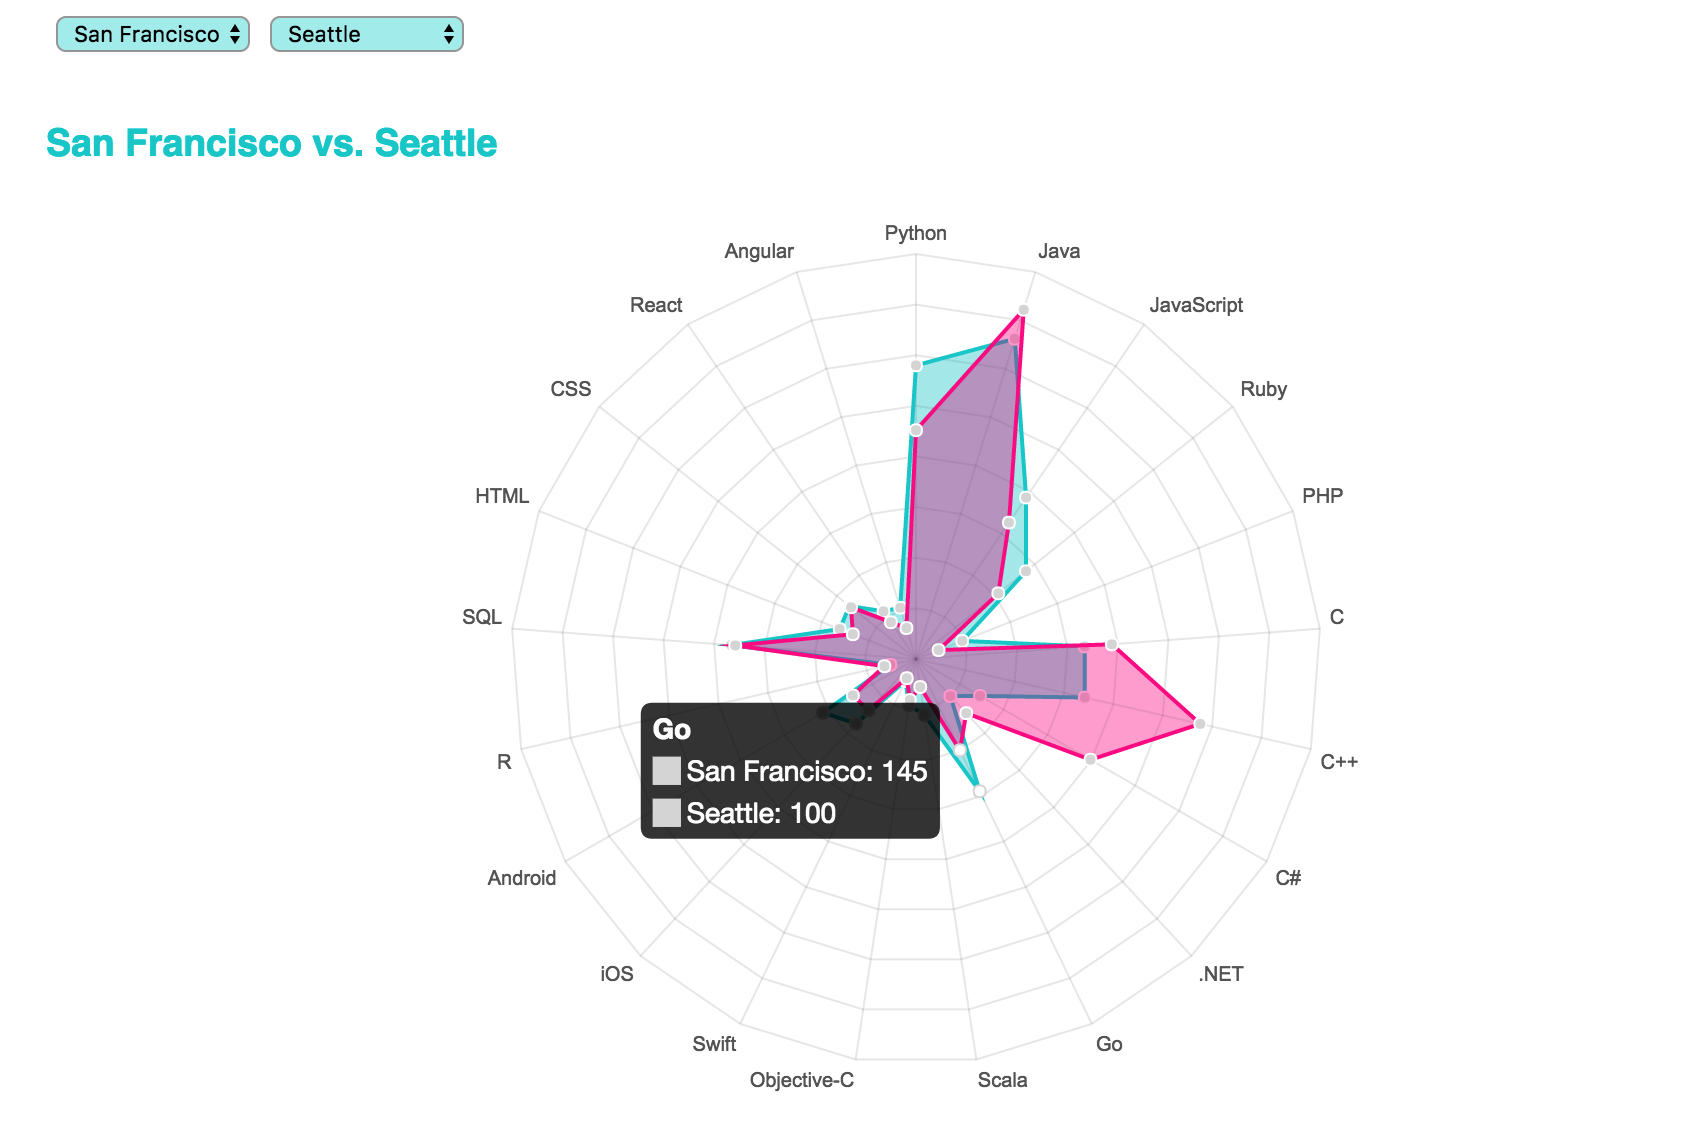 San Francisco
Seattle
San Francisco vs. Seattle
Python
Java
JavaScript
Ruby
PHP
C
C++
C#
.NET
Go
Scala
Objective-C
Swift
iOS
Android
R
SQL
HTML
CSS
React
Angular
Go
San Francisco: 145
Seattle: 100